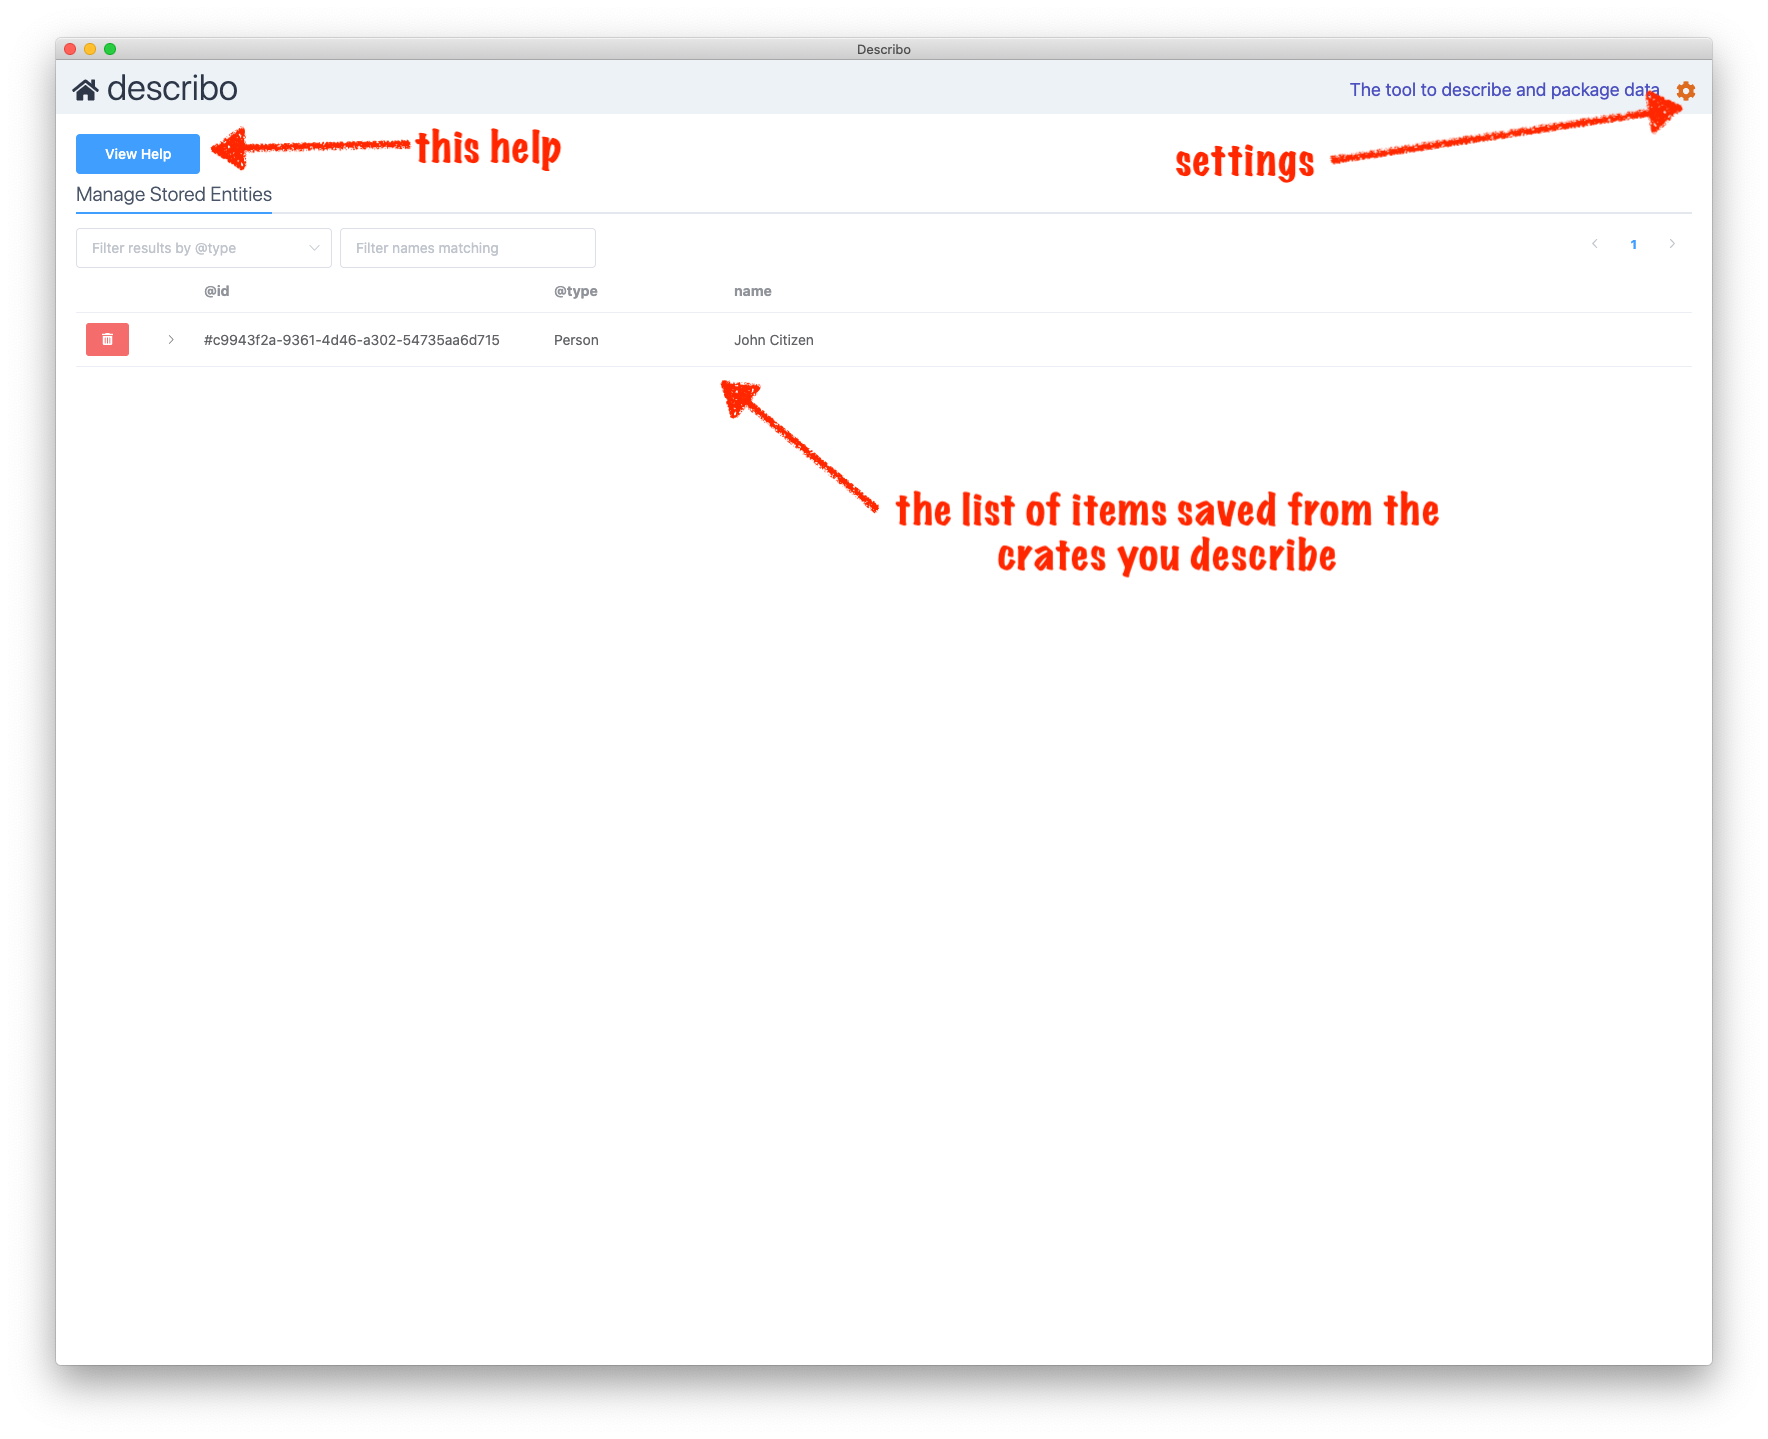 Describo
describo
The tool to describe and package data
View Help
this help
settings
Manage Stored Entities
Filter results by @type
Filter names matching
1
@id @type name
#c9943f2a-9361-4d46-a302-54735aa6d715 Person John Citizen
the list of items saved from the
crates you describe